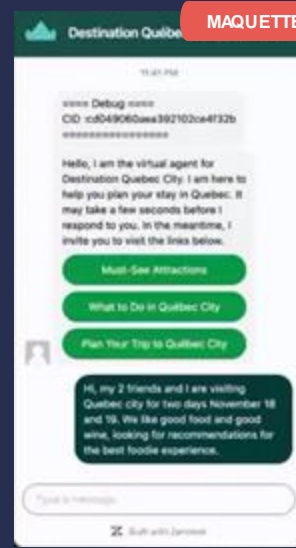 MAQUETTE
Destination Québe
11:41 PM
==== Debug ====
CID :
================
Hello, I am the virtual agent for
Destination Quebec City. I am here to
help you plan your stay in Quebec. It
may take a few seconds before I
respond to you. In the meantime, I
invite you to visit the links below.
Must-See Attractions
What to Do in Québec City
Plan Your Trip to Québec City
Hi, my 2 friends and I are visiting
Quebec city for two days November 18
and 19. We like good food and good
wine, looking for recommendations for
the best foodie experience.
Type a message
Built with Zendesk